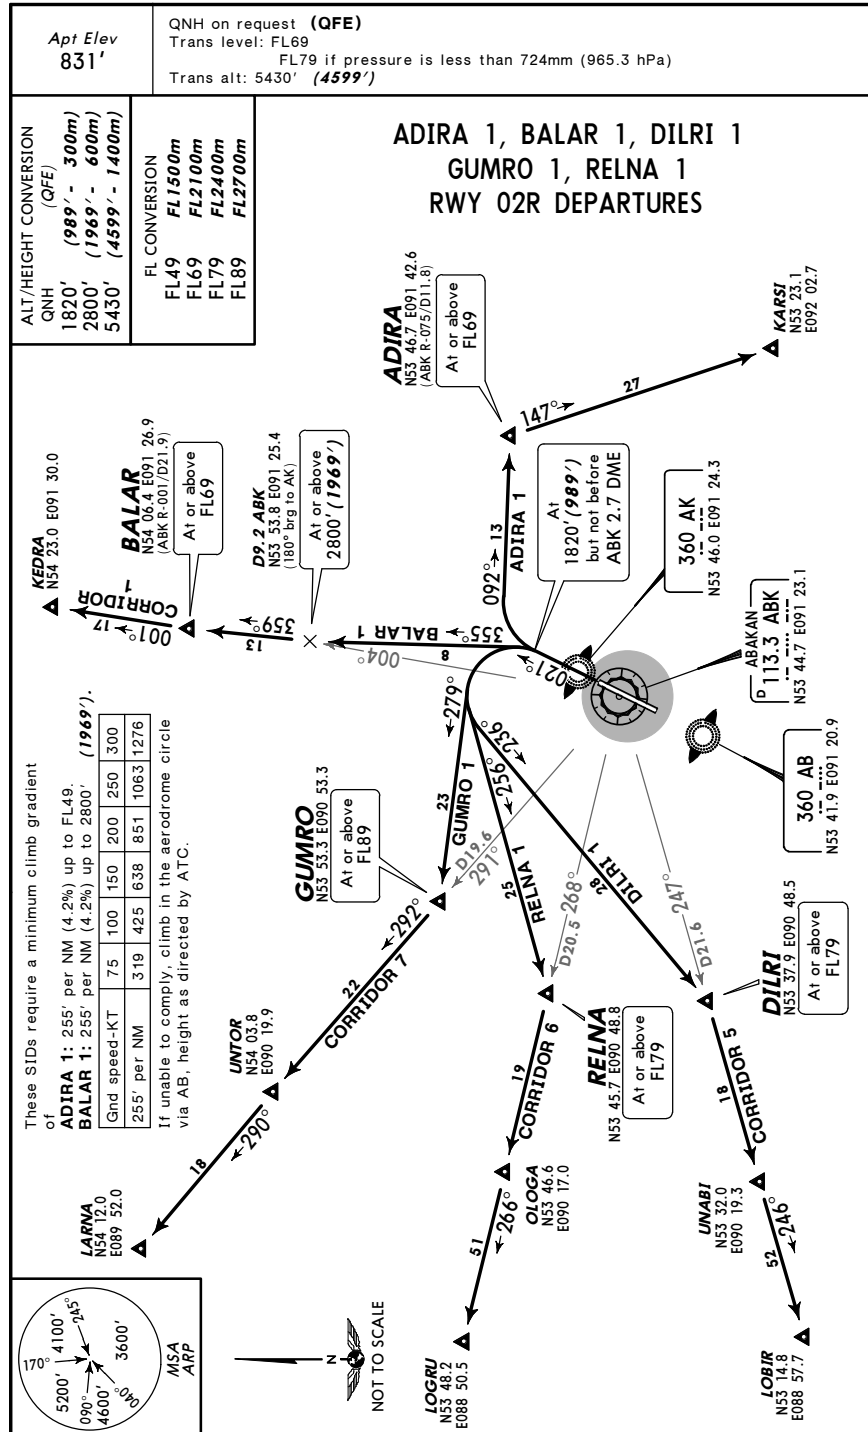 Apt Elev
831'
QNH on request (QFE)
Trans level: FL69
FL79 if pressure is less than 724mm (965.3 hPa)
Trans alt: 5430' (4599')
ALT/HEIGHT CONVERSION
QNH (QFE)
1820' (989' - 300m)
2800' (1969' - 600m)
5430' (4599' - 1400m)
FL CONVERSION
FL49 FL1500m
FL69 FL2100m
FL79 FL2400m
FL89 FL2700m
ADIRA 1, BALAR 1, DILRI 1
GUMRO 1, RELNA 1
RWY 02R DEPARTURES
ADIRA
N53 46.7 E091 42.6
(ABK R-075/D11.8)
At or above
FL69
KARSI
N53 23.1
E092 02.7
147°
27
KEDRA
N54 23.0 E091 30.0
BALAR
N54 06.4 E091 26.9
(ABK R-001/D21.9)
At or above
FL69
D9.2 ABK
N53 53.8 E091 25.4
(180° brg to AK)
At or above
2800' (1969')
At
1820' (989')
but not before
ABK 2.7 DME
092°
13
ADIRA 1
CORRIDOR
1
001°
17
359°
13
355°
8
BALAR 1
004°
021°
360 AK
N53 46.0 E091 24.3
ABAKAN
D 113.3 ABK
N53 44.7 E091 23.1
360 AB
N53 41.9 E091 20.9
These SIDs require a minimum climb gradient
of
ADIRA 1: 255' per NM (4.2%) up to FL49.
BALAR 1: 255' per NM (4.2%) up to 2800' (1969').
Gnd speed-KT 75 100 150 200 250 300
255' per NM 319 425 638 851 1063 1276
If unable to comply, climb in the aerodrome circle
via AB, height as directed by ATC.
279°
23
GUMRO 1
256°
25
RELNA 1
236°
28
DILRI 1
D19.6
291°
D20.5 268°
D21.6 247°
GUMRO
N53 53.3 E090 53.3
At or above
FL89
292°
22
CORRIDOR 7
UNTOR
N54 03.8
E090 19.9
290°
18
LARNA
N54 12.0
E089 52.0
RELNA
N53 45.7 E090 48.8
At or above
FL79
19
CORRIDOR 6
OLOGA
N53 46.6
E090 17.0
266°
51
LOGRU
N53 48.2
E088 50.5
DILRI
N53 37.9 E090 48.5
At or above
FL79
18
CORRIDOR 5
UNABI
N53 32.0
E090 19.3
246°
52
LOBIR
N53 14.8
E088 57.7
170°
245°
040°
090°
4100'
3600'
5200'
4600'
MSA
ARP
N
NOT TO SCALE